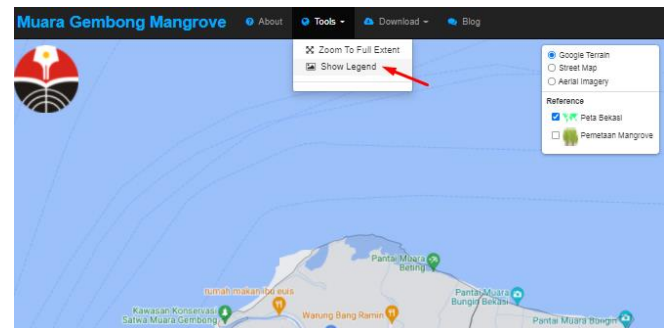 Muara Gembong Mangrove
About
Tools
Download
Blog
Zoom To Full Extent
Show Legend
Google Terrain
Street Map
Aerial Imagery
Reference
Peta Bekasi
Pemetaan Mangrove
Pantai Muara
Beting
rumah makan ibu euis
Kawasan Konservasi
Satwa Muara Gembong
Warung Bang Ramin
Pantai Muara
Bungin Bekasi
Pantai Muara Bungin